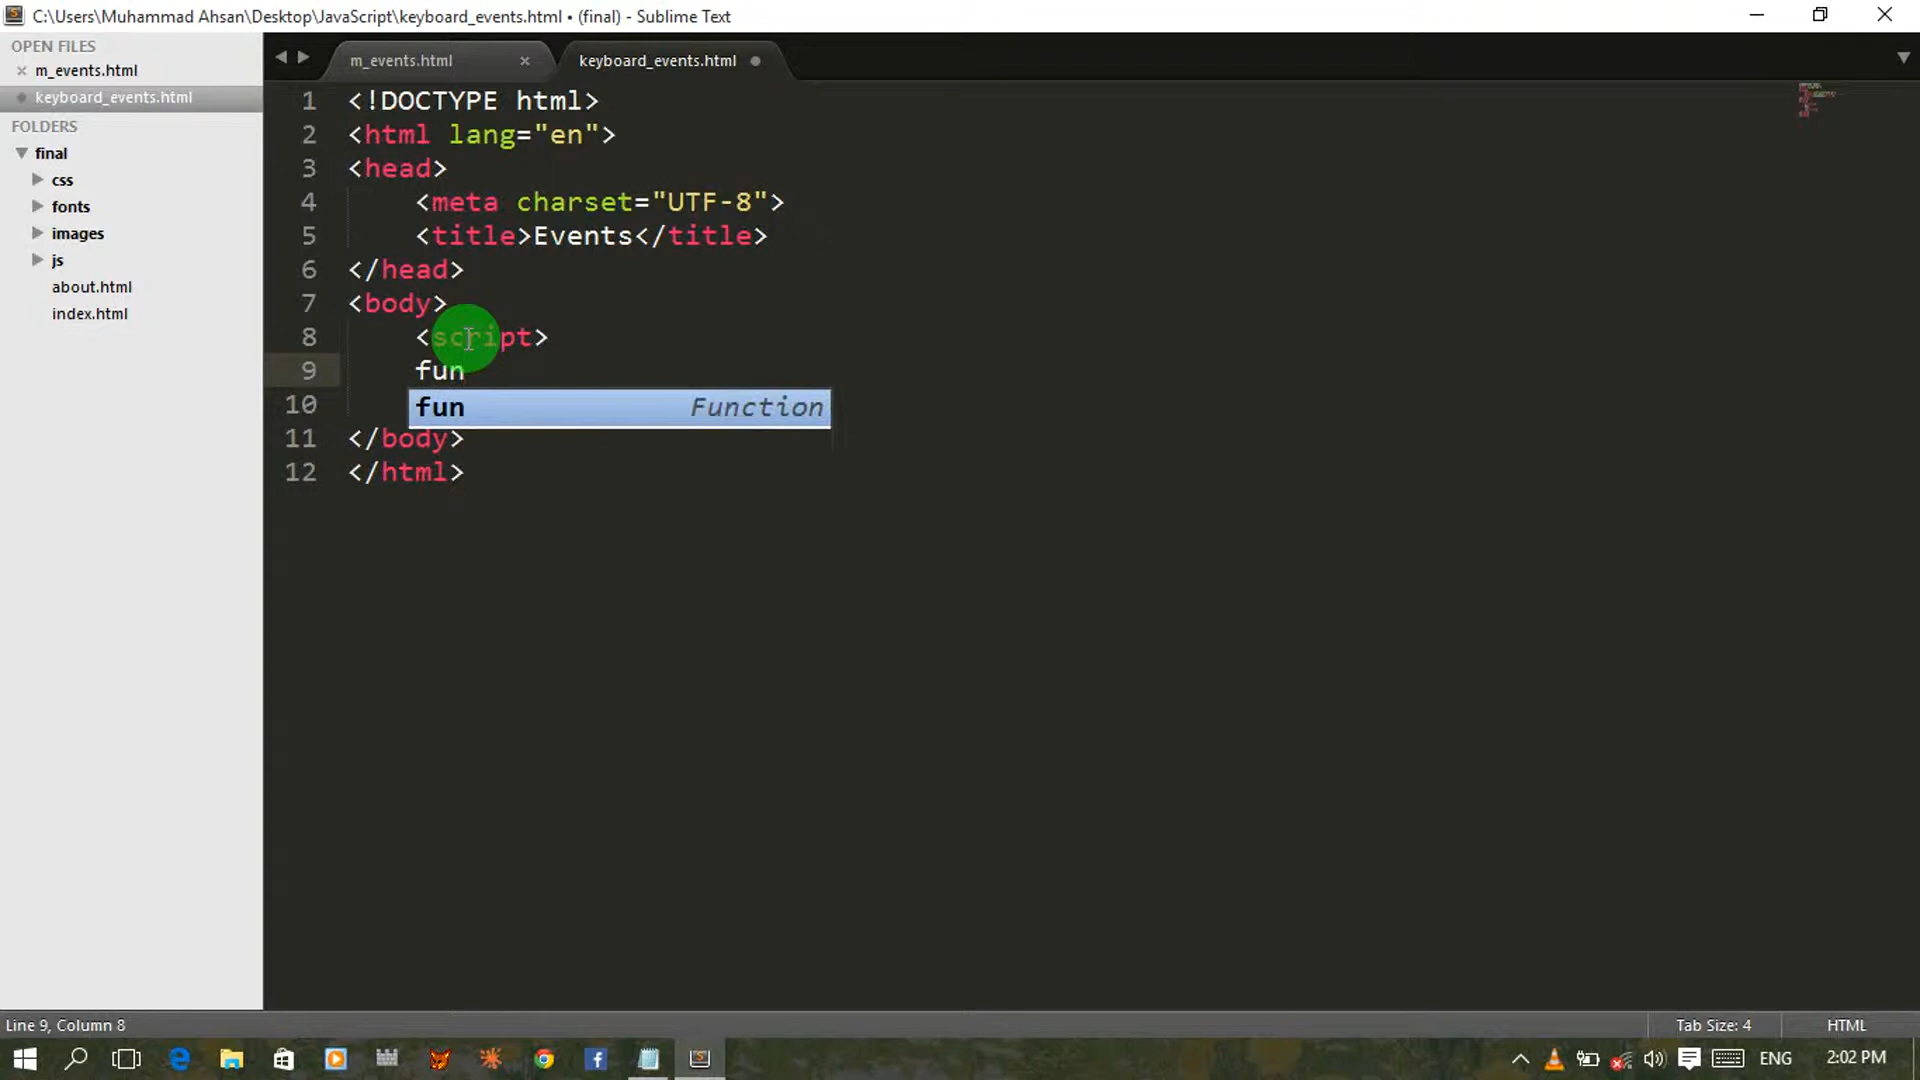 C:\Users\Muhammad Ahsan\Desktop\JavaScript\keyboard_events.html • (final) - Sublime Text
OPEN FILES
m_events.html
keyboard_events.html
FOLDERS
final
css
fonts
images
js
about.html
index.html
m_events.html
keyboard_events.html
1 <!DOCTYPE html>
2 <html lang="en">
3 <head>
4 <meta charset="UTF-8">
5 <title>Events</title>
6 </head>
7 <body>
8 <script>
9 fun
10
fun Function
11 </body>
12 </html>
Line 9, Column 8
Tab Size: 4
HTML
ENG
2:02 PM